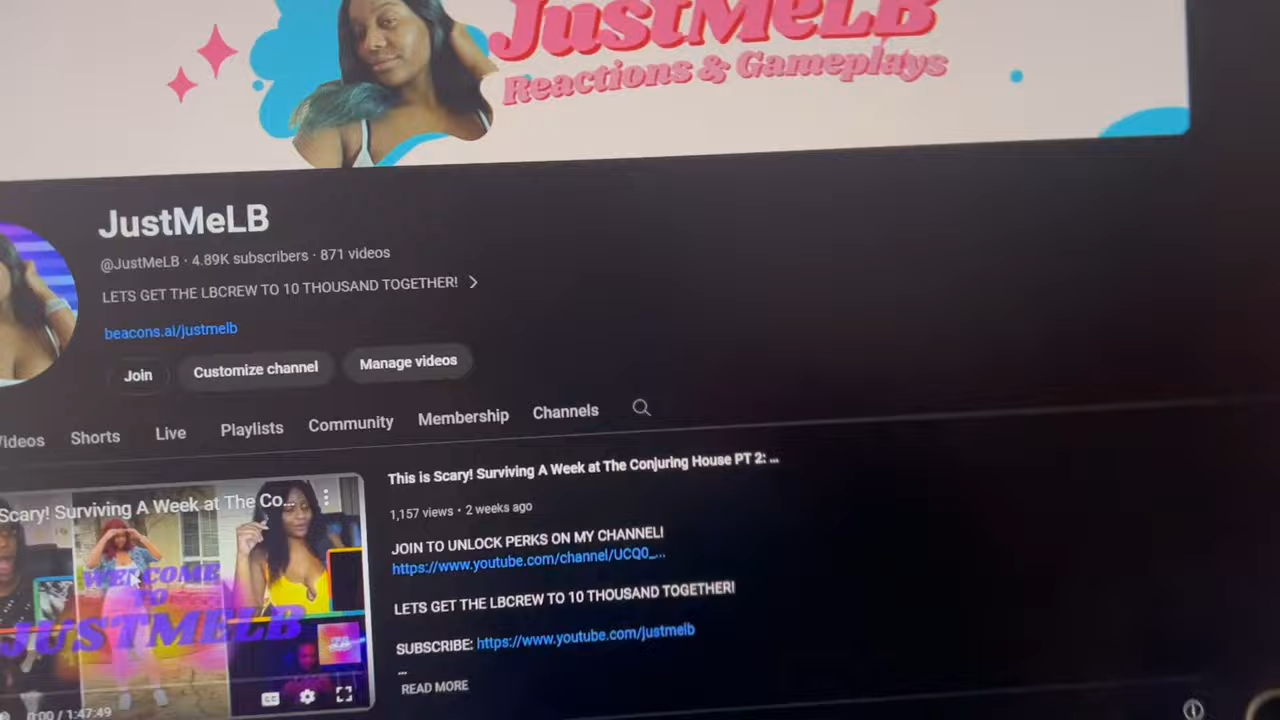 JustMeLB
Reactions & Gameplays
JustMeLB
@JustMeLB · 4.89K subscribers · 871 videos
LETS GET THE LBCREW TO 10 THOUSAND TOGETHER!
beacons.ai/justmelb
Join
Customize channel
Manage videos
Videos
Shorts
Live
Playlists
Community
Membership
Channels
Scary! Surviving A Week at The Co...
WELCOME
TO
JUSTMELB
0:00 / 1:47:49
This is Scary! Surviving A Week at The Conjuring House PT 2: ...
1,157 views • 2 weeks ago
JOIN TO UNLOCK PERKS ON MY CHANNEL!
https://www.youtube.com/channel/UCQ0_...
LETS GET THE LBCREW TO 10 THOUSAND TOGETHER!
SUBSCRIBE: https://www.youtube.com/justmelb
...
READ MORE